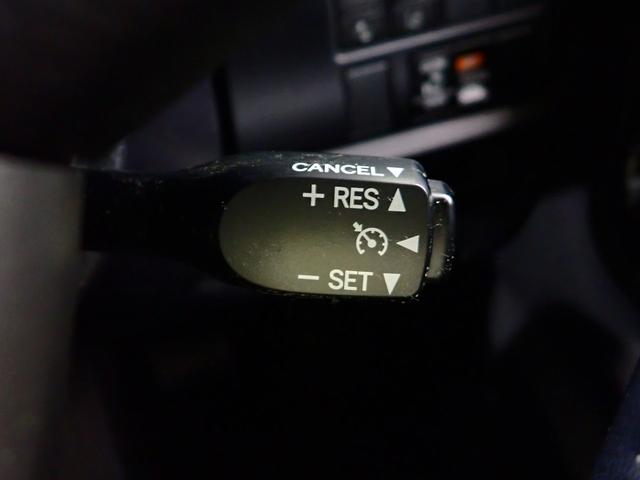 CANCEL▼
+ RES ▲
◀
− SET ▼